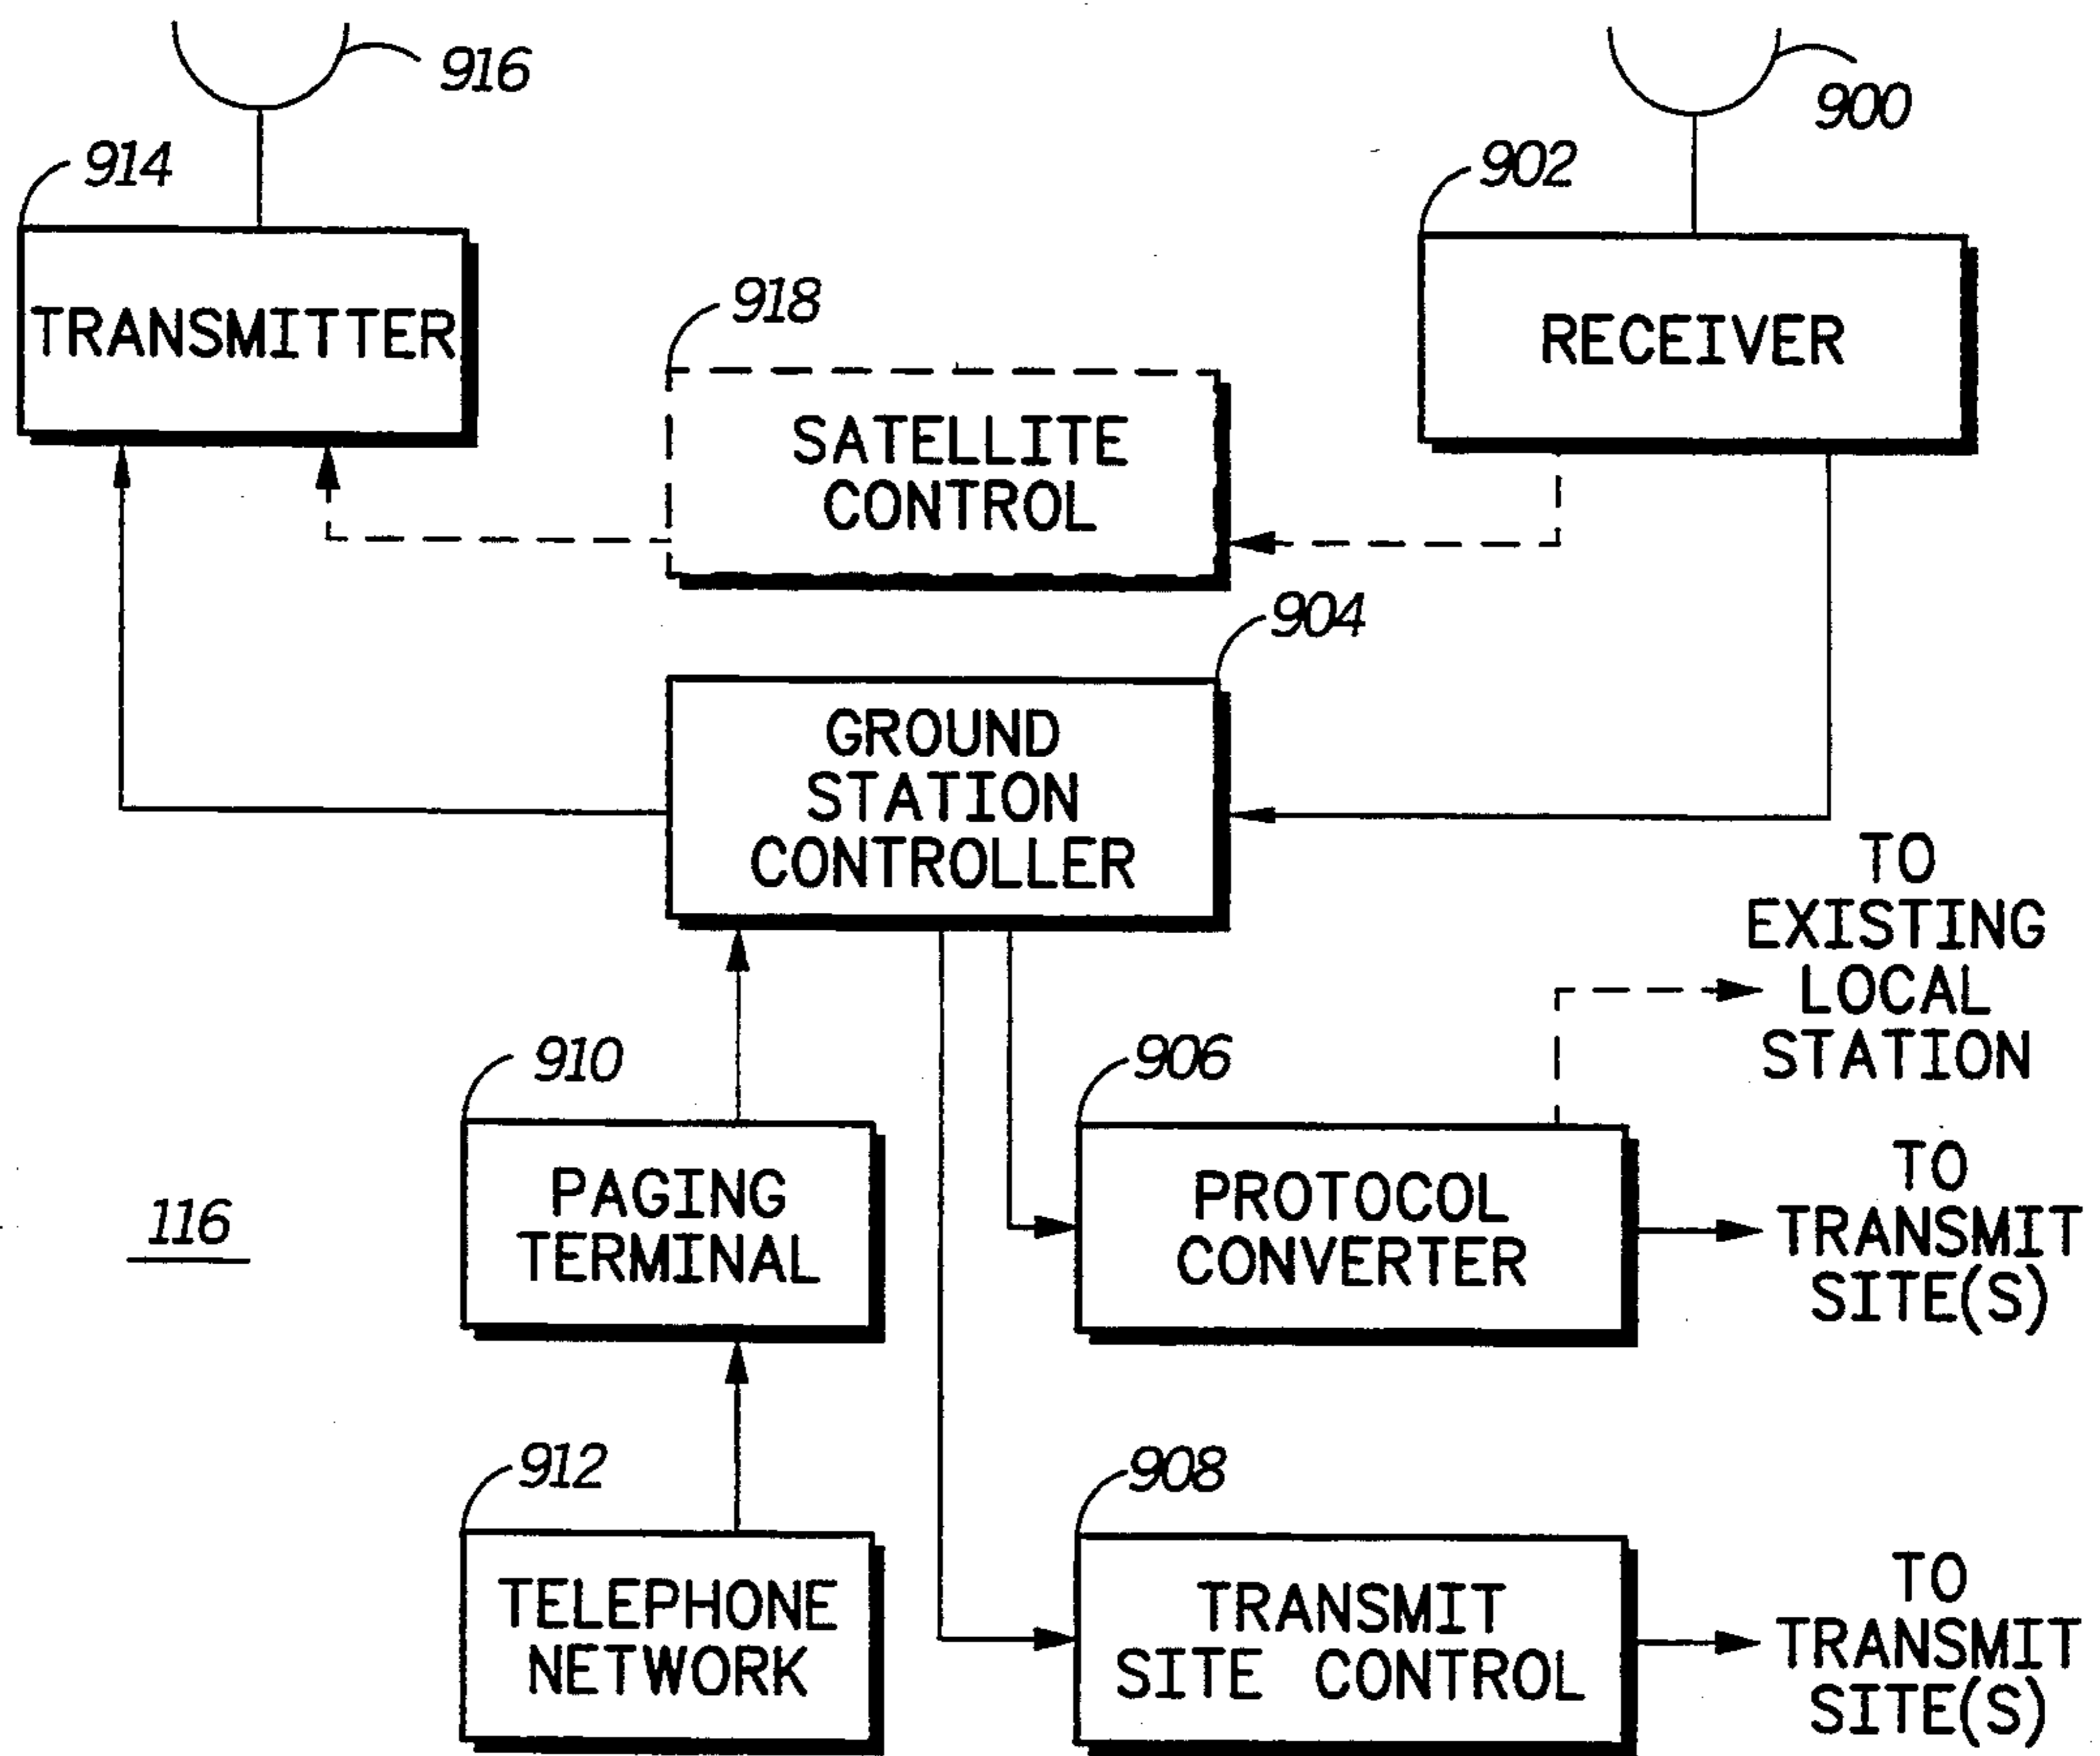 916
900
914
902
TRANSMITTER
918
RECEIVER
SATELLITE
CONTROL
904
GROUND
STATION
CONTROLLER
TO
EXISTING
LOCAL
STATION
910
906
PAGING
TERMINAL
PROTOCOL
CONVERTER
TO
TRANSMIT
SITE(S)
116
912
908
TELEPHONE
NETWORK
TRANSMIT
SITE CONTROL
TO
TRANSMIT
SITE(S)